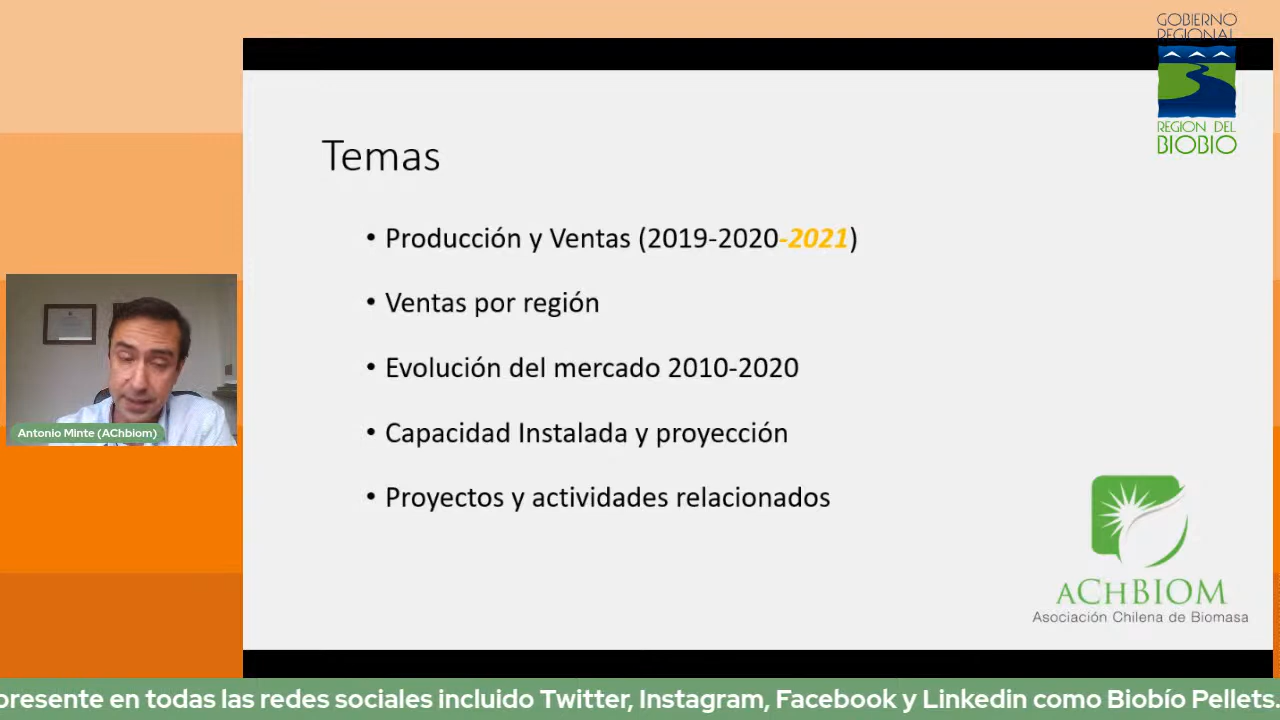 GOBIERNO
REGIONAL
REGION DEL
BIOBIO
Temas
• Producción y Ventas (2019-2020-2021)
• Ventas por región
• Evolución del mercado 2010-2020
• Capacidad Instalada y proyección
• Proyectos y actividades relacionados
Antonio Minte (AChbiom)
ACHBIOM
Asociación Chilena de Biomasa
presente en todas las redes sociales incluido Twitter, Instagram, Facebook y Linkedin como Biobío Pellets.